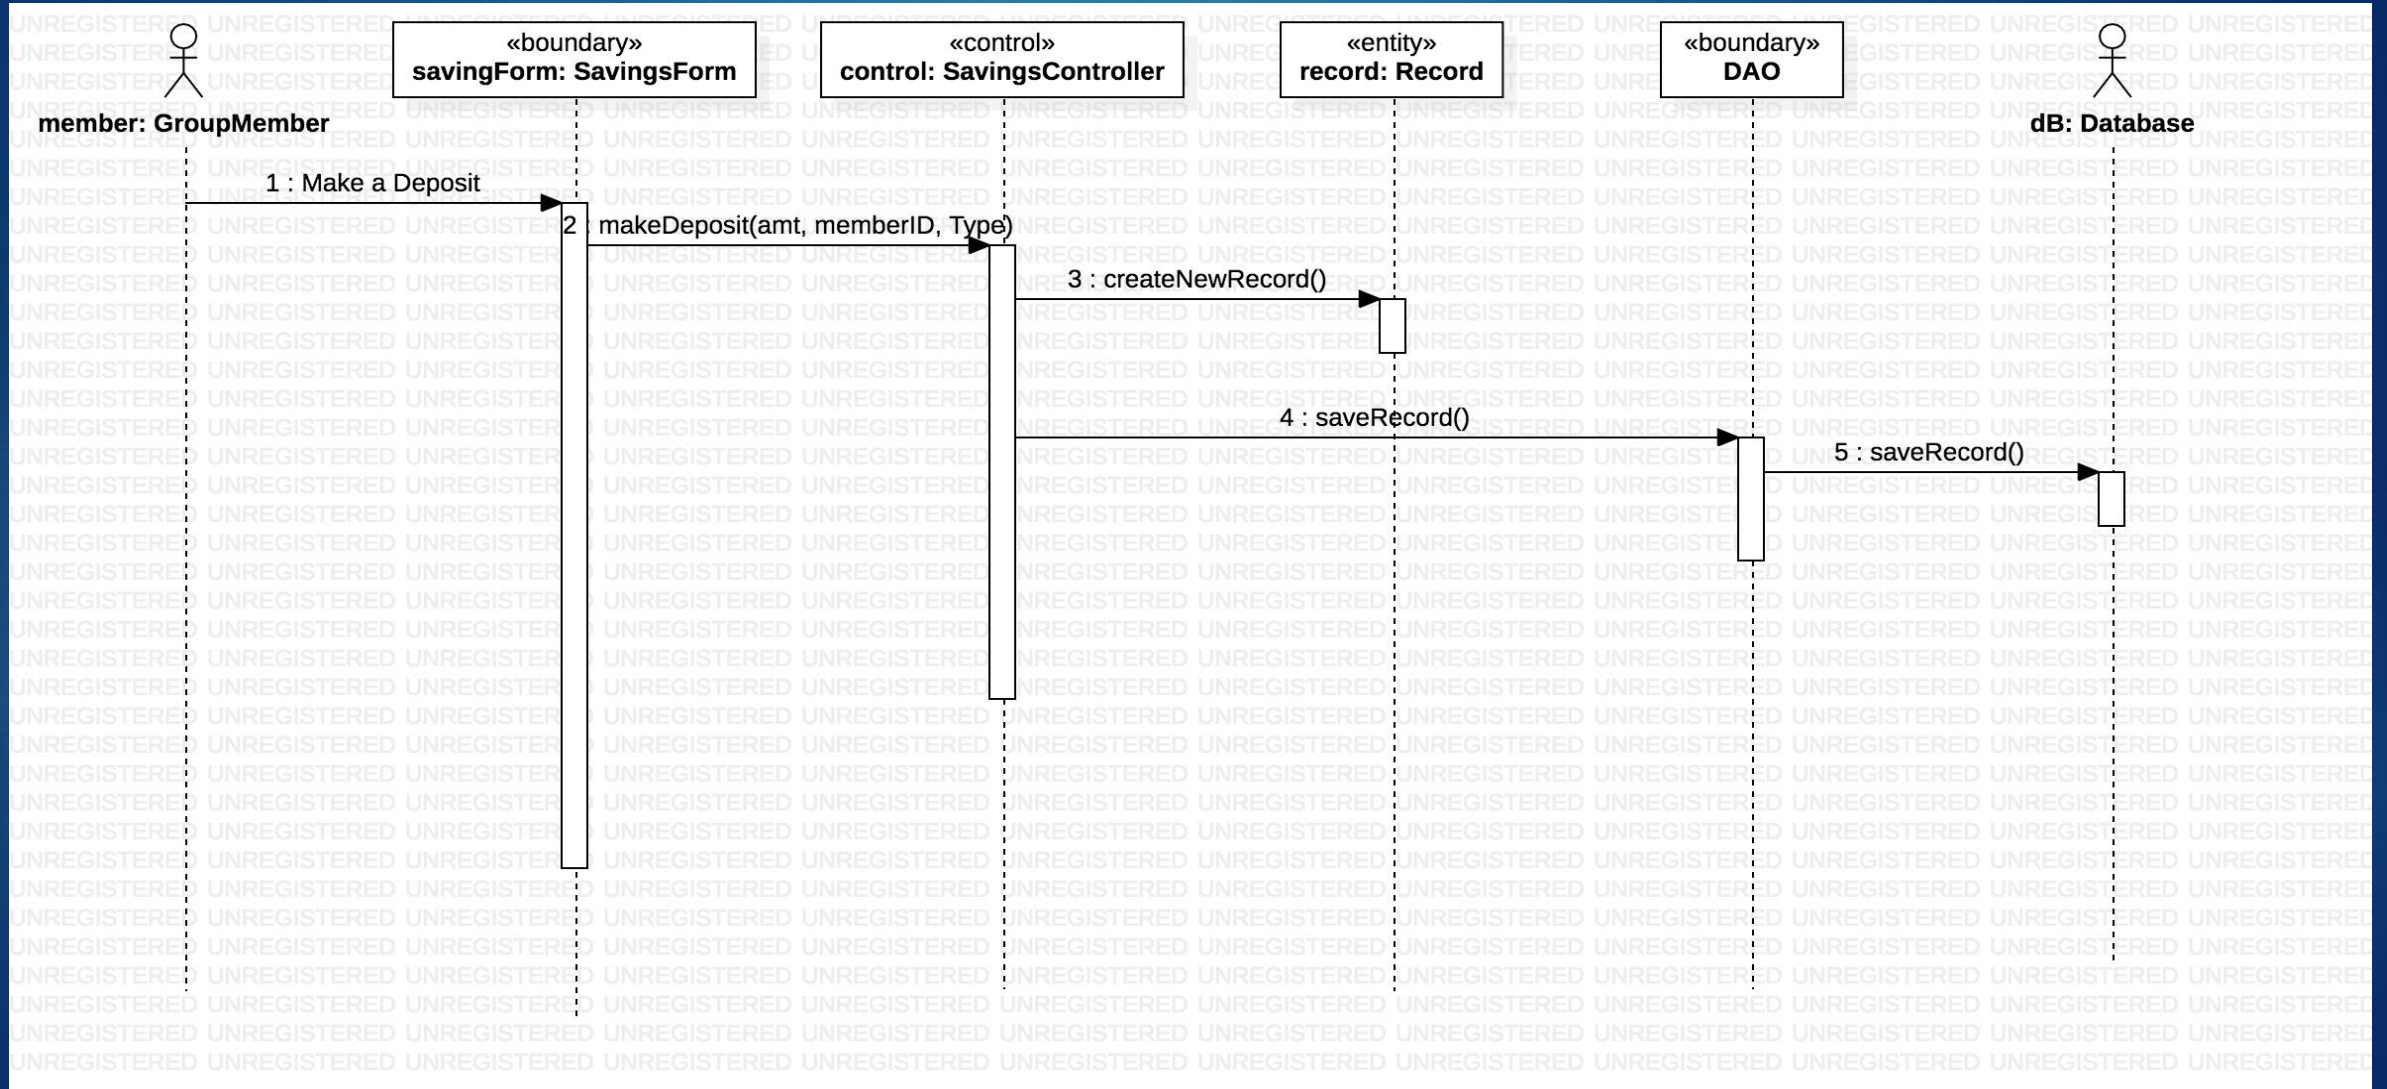 «boundary»
savingForm: SavingsForm
«control»
control: SavingsController
«entity»
record: Record
«boundary»
DAO
member: GroupMember
dB: Database
1 : Make a Deposit
2 : makeDeposit(amt, memberID, Type)
3 : createNewRecord()
4 : saveRecord()
5 : saveRecord()
UNREGISTERED